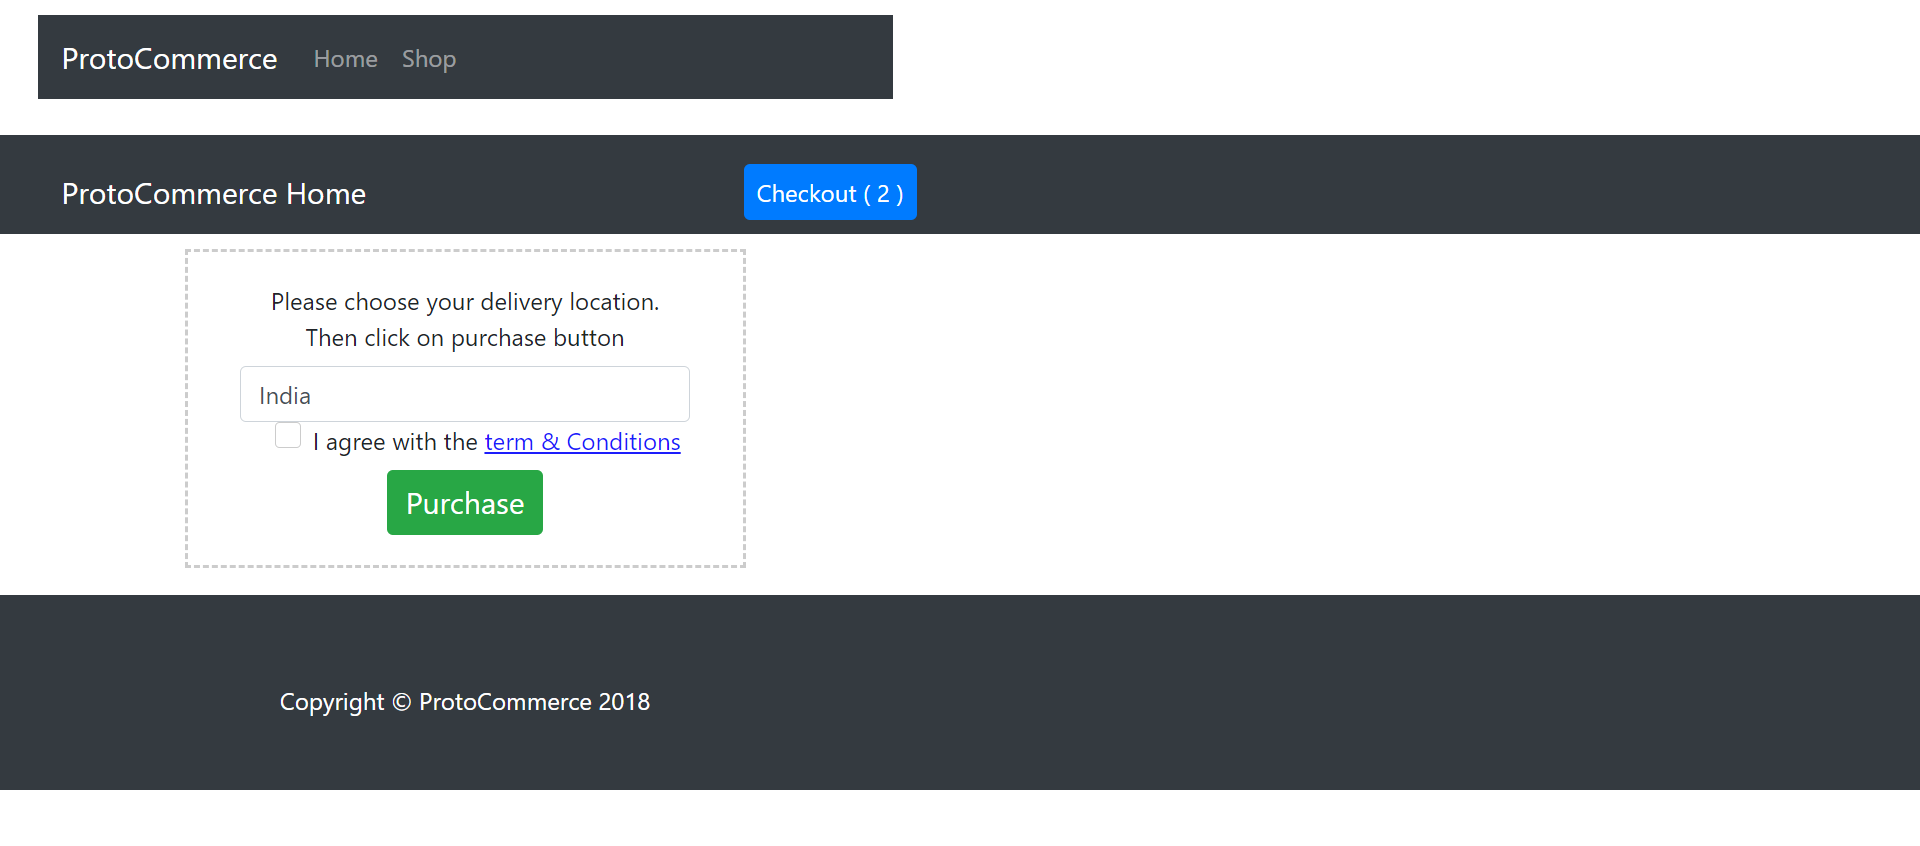 ProtoCommerce Home Shop
ProtoCommerce Home Checkout ( 2 )
Please choose your delivery location.
Then click on purchase button
India
I agree with the term & Conditions
Purchase
Copyright © ProtoCommerce 2018